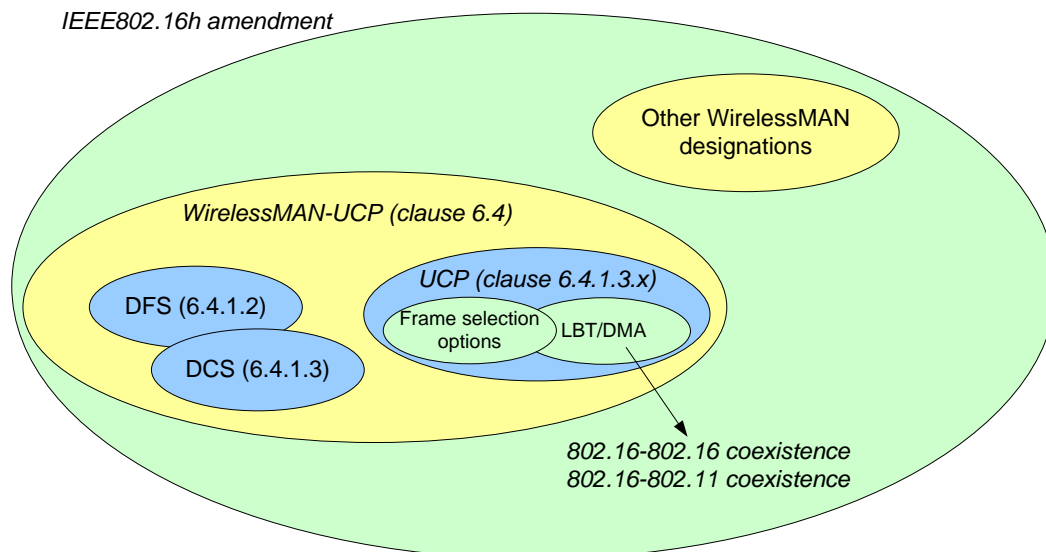 IEEE802.16h amendment
Other WirelessMAN
designations
WirelessMAN-UCP (clause 6.4)
UCP (clause 6.4.1.3.x)
DFS (6.4.1.2)
Frame selection
options
LBT/DMA
DCS (6.4.1.3)
802.16-802.16 coexistence
802.16-802.11 coexistence